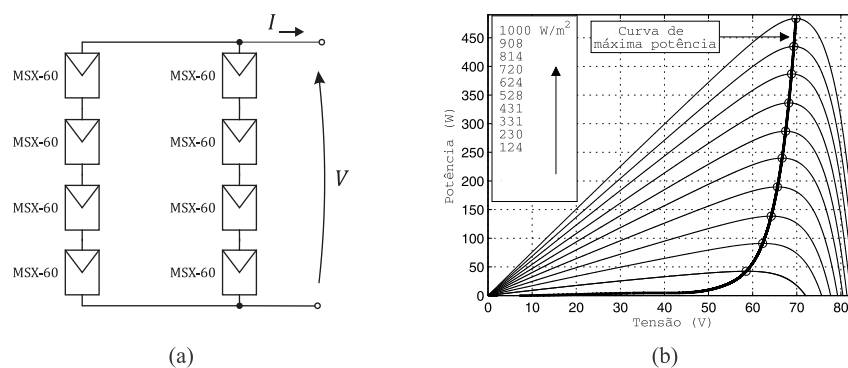 I
MSX-60 MSX-60
MSX-60 MSX-60
V
MSX-60 MSX-60
MSX-60 MSX-60
(a)
1000 W/m²
908
814
720
624
528
431
331
230
124
Curva de
máxima potência
Potência (W)
450
400
350
300
250
200
150
100
50
0
0 10 20 30 40 50 60 70 80
Tensão (V)
(b)